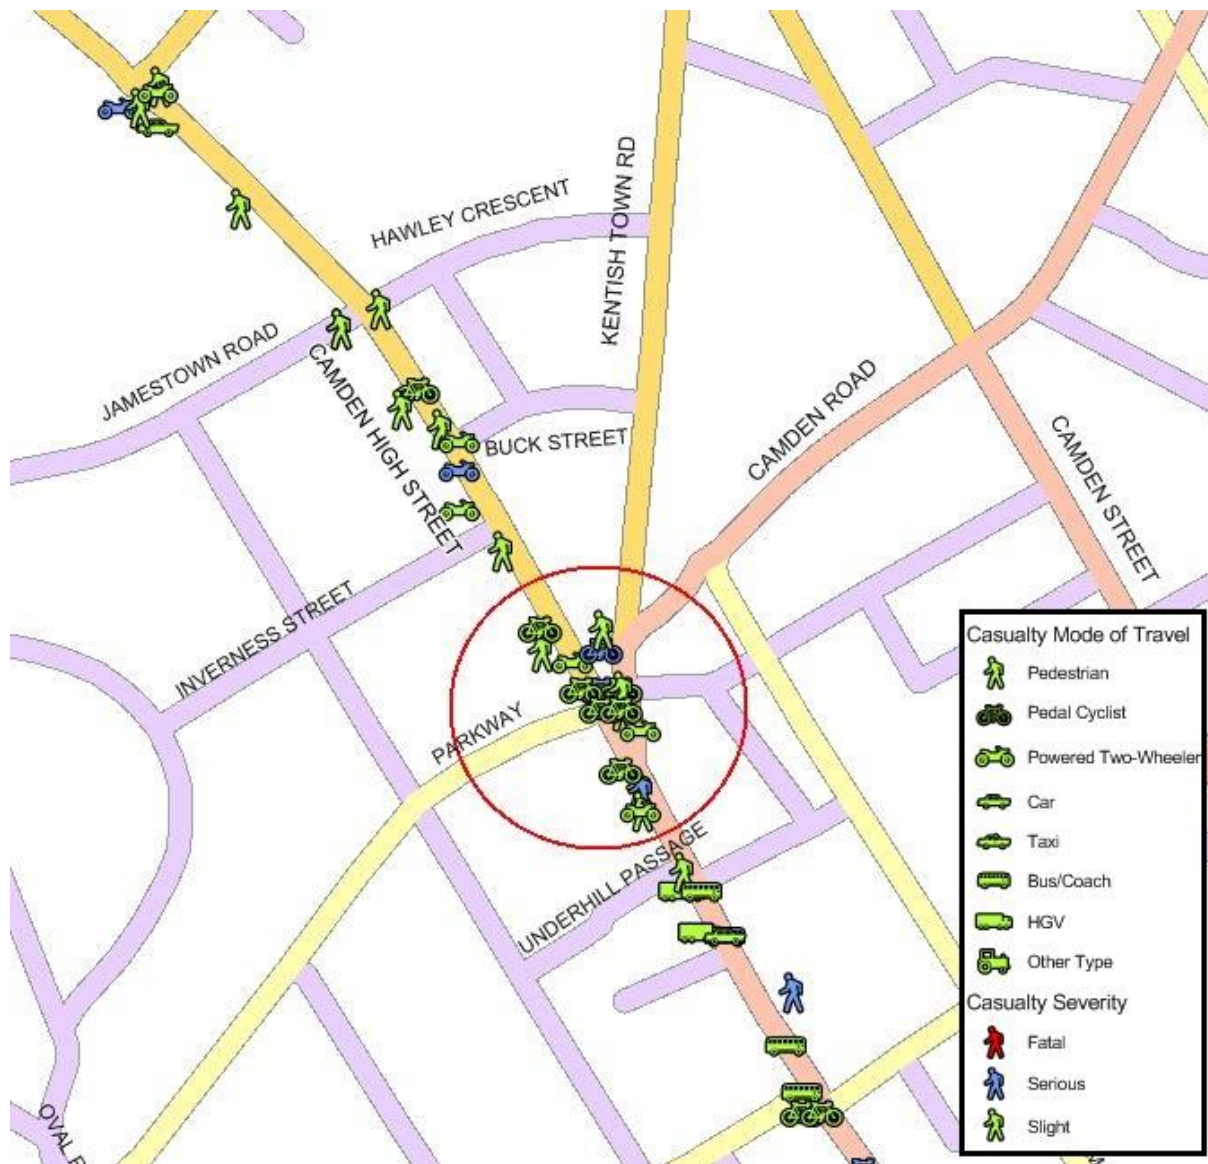 HAWLEY CRESCENT
KENTISH TOWN RD
JAMESTOWN ROAD
CAMDEN HIGH STREET
BUCK STREET
CAMDEN ROAD
CAMDEN STREET
INVERNESS STREET
PARKWAY
UNDERHILL PASSAGE
OVAL
Casualty Mode of Travel
Pedestrian
Pedal Cyclist
Powered Two-Wheeler
Car
Taxi
Bus/Coach
HGV
Other Type
Casualty Severity
Fatal
Serious
Slight